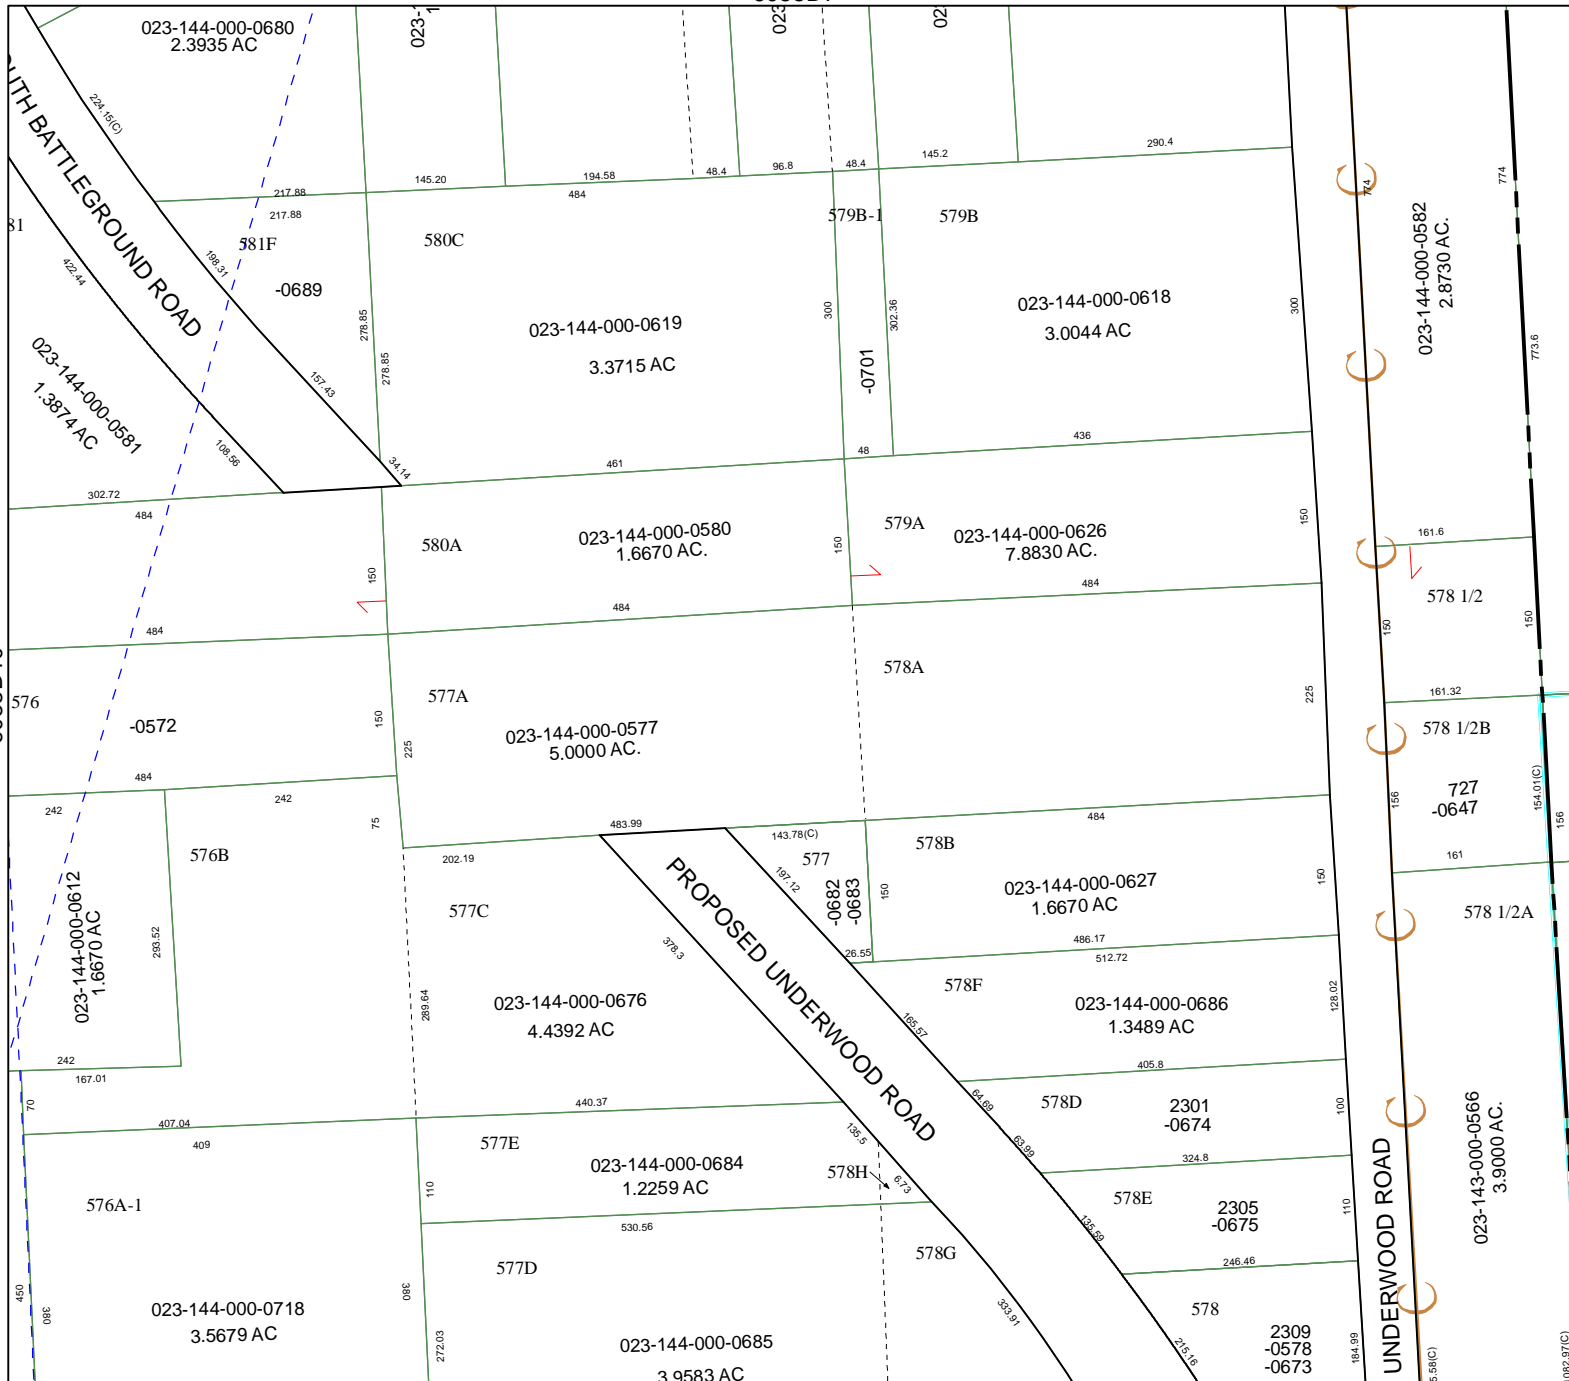 023-144-000-0680
2.3935 AC
224.15(C)
BATTLEGROUND ROAD
217.88
217.88
145.20
194.58
484
48.4
96.8
48.4
145.2
290.4
774
774
422.44
198.31
581F
-0689
580C
579B-1
579B
278.85
278.85
157.43
34.14
108.56
023-144-000-0581
1.3874 AC
023-144-000-0619
3.3715 AC
300
302.36
-0701
023-144-000-0618
3.0044 AC
300
023-144-000-0582
2.8730 AC.
773.6
302.72
484
461
48
436
580A
023-144-000-0580
1.6670 AC.
150
150
579A
023-144-000-0626
7.8830 AC.
150
161.6
578 1/2
150
150
484
484
484
576
-0572
577A
150
225
023-144-000-0577
5.0000 AC.
578A
225
161.32
578 1/2B
727
-0647
156
154.01(C)
156
484
242
242
75
483.99
202.19
143.78(C)
484
161
576B
023-144-000-0612
1.6670 AC
293.52
577C
577
-0682
-0683
197.12
150
578B
023-144-000-0627
1.6670 AC
150
578 1/2A
PROPOSED UNDERWOOD ROAD
378.3
26.55
486.17
512.72
578F
023-144-000-0686
1.3489 AC
128.02
289.64
023-144-000-0676
4.4392 AC
165.57
242
167.01
70
405.8
64.69
578D
2301
-0674
100
407.04
409
440.37
135.5
63.99
324.8
577E
023-144-000-0684
1.2259 AC
110
578H
6.73
578E
2305
-0675
110
576A-1
530.56
135.59
577D
578G
246.46
450
380
380
023-144-000-0718
3.5679 AC
272.03
023-144-000-0685
3.9583 AC
333.91
215.16
578
2309
-0578
-0673
184.99
UNDERWOOD ROAD
023-143-000-0566
3.9000 AC.